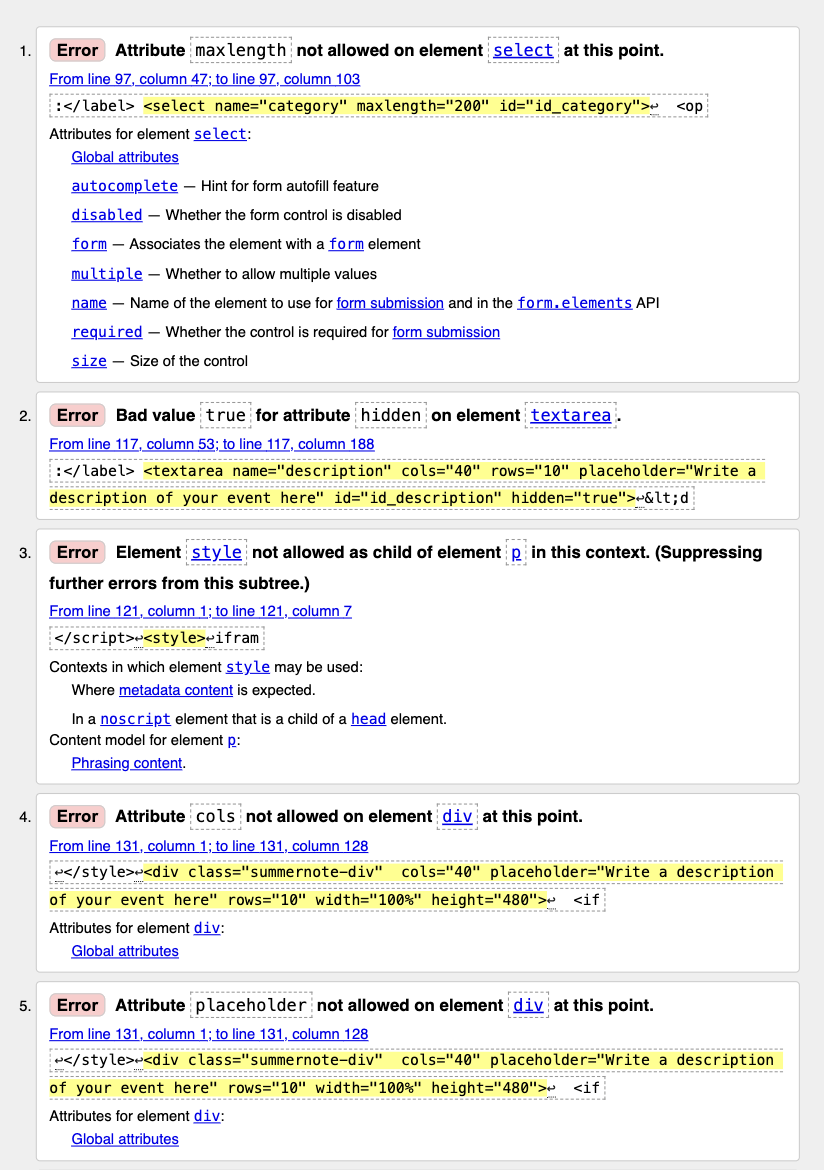 1. Error Attribute maxlength not allowed on element select at this point.
From line 97, column 47; to line 97, column 103
:</label> <select name="category" maxlength="200" id="id_category">↩  <op
Attributes for element select:
Global attributes
autocomplete — Hint for form autofill feature
disabled — Whether the form control is disabled
form — Associates the element with a form element
multiple — Whether to allow multiple values
name — Name of the element to use for form submission and in the form.elements API
required — Whether the control is required for form submission
size — Size of the control
2. Error Bad value true for attribute hidden on element textarea.
From line 117, column 53; to line 117, column 188
:</label> <textarea name="description" cols="40" rows="10" placeholder="Write a
description of your event here" id="id_description" hidden="true">↩&lt;d
3. Error Element style not allowed as child of element p in this context. (Suppressing
further errors from this subtree.)
From line 121, column 1; to line 121, column 7
</script>↩<style>↩ifram
Contexts in which element style may be used:
Where metadata content is expected.
In a noscript element that is a child of a head element.
Content model for element p:
Phrasing content.
4. Error Attribute cols not allowed on element div at this point.
From line 131, column 1; to line 131, column 128
↩</style>↩<div class="summernote-div"  cols="40" placeholder="Write a description
of your event here" rows="10" width="100%" height="480">↩  <if
Attributes for element div:
Global attributes
5. Error Attribute placeholder not allowed on element div at this point.
From line 131, column 1; to line 131, column 128
↩</style>↩<div class="summernote-div"  cols="40" placeholder="Write a description
of your event here" rows="10" width="100%" height="480">↩  <if
Attributes for element div:
Global attributes